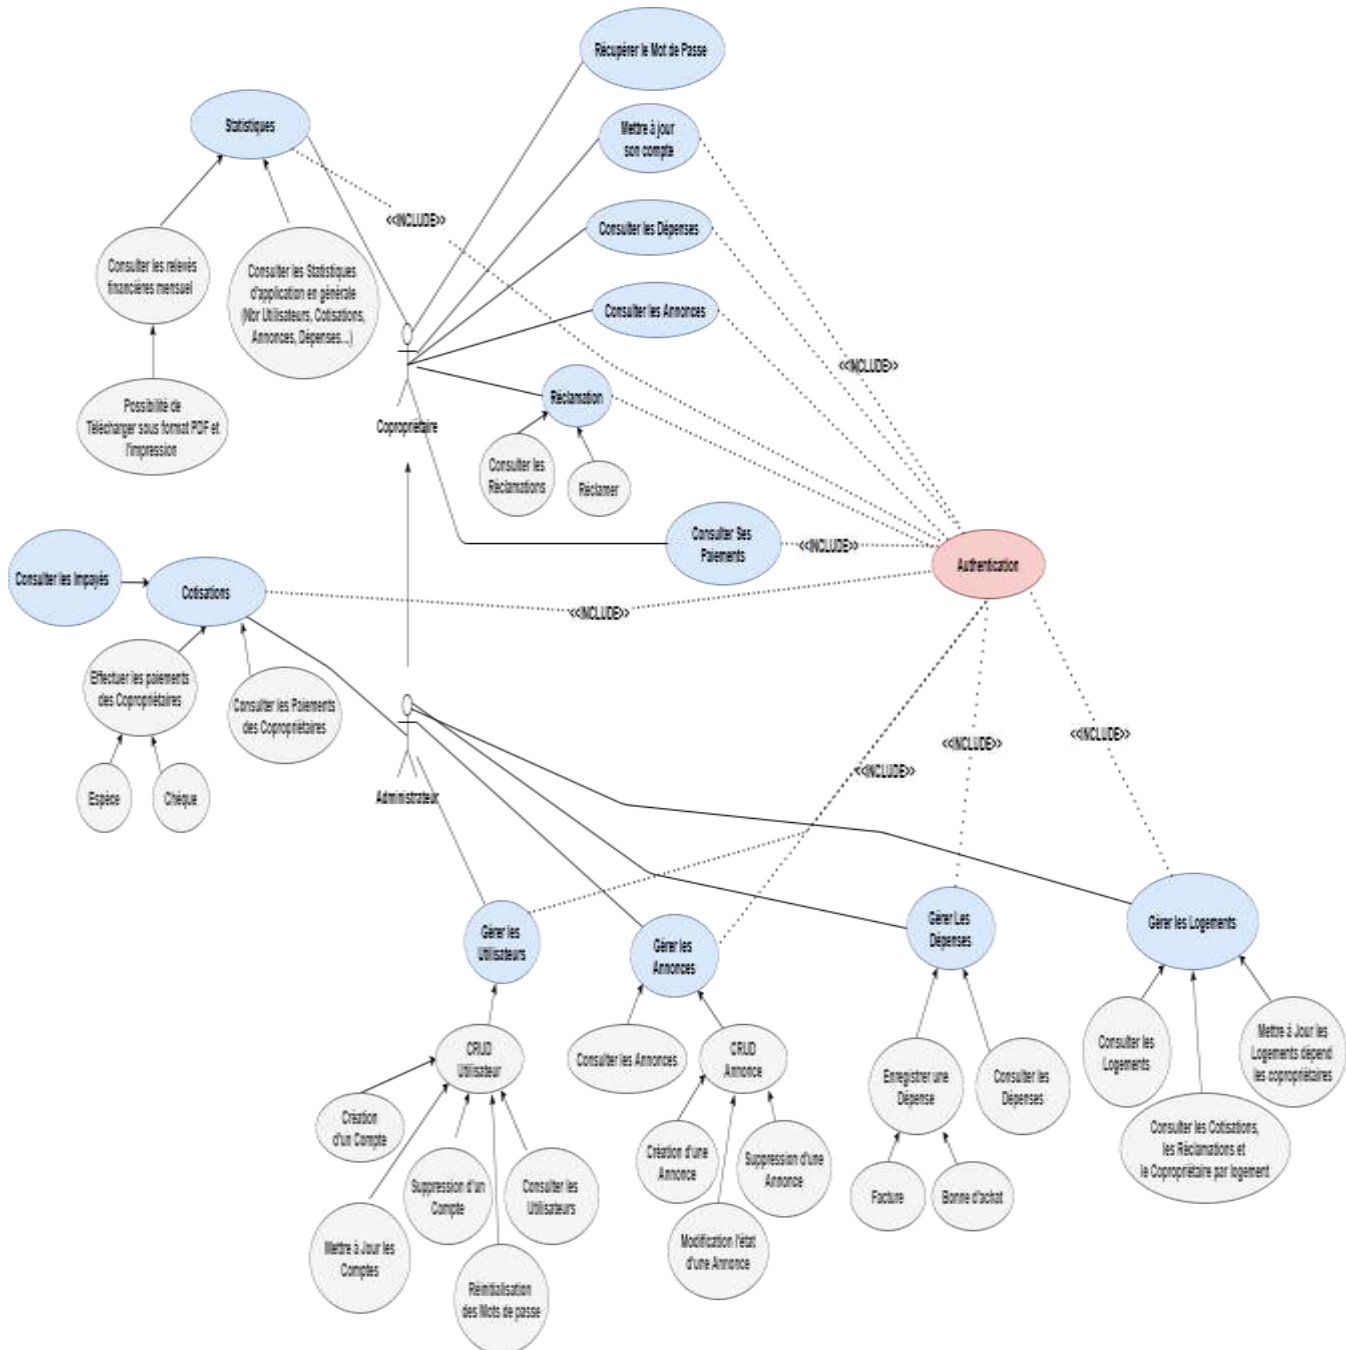 Récupérer le Mot de Passe
Statistiques
Mettre à jour
son compte
<<INCLUDE>>
Consulter les Dépenses
Consulter les relevés
financières mensuel
Consulter les Statistiques
d'application en générale
(Nbr Utilisateurs, Cotisations,
Annonces, Dépenses...)
Consulter les Annonces
<<INCLUDE>>
Possibilité de
Télécharger sous format PDF et
l'impression
Copropriétaire
Réclamation
Consulter les
Réclamations
Réclamer
Consulter Ses
Paiements
<<INCLUDE>>
Authentication
Consulter les Impayés
Cotisations
<<INCLUDE>>
Effectuer les paiements
des Copropriétaires
Consulter les Paiements
des Copropriétaires
Espèce
Chèque
Administrateur
<<INCLUDE>>
<<INCLUDE>>
<<INCLUDE>>
Gérer les
Utilisateurs
Gérer les
Annonces
Gérer Les
Dépenses
Gérer les Logements
CRUD
Utilisateur
Consulter les Annonces
CRUD
Annonce
Enregistrer une
Dépense
Consulter les
Dépenses
Consulter les
Logements
Mettre à Jour les
Logements dépend
les copropriétaires
Création
d'un Compte
Suppression d'un
Compte
Consulter les
Utilisateurs
Création d'une
Annonce
Suppression d'une
Annonce
Facture
Bonne d'achat
Consulter les Cotisations,
les Réclamations et
le Copropriétaire par logement
Mettre à Jour les
Comptes
Réinitialisation
des Mots de passe
Modification l'état
d'une Annonce